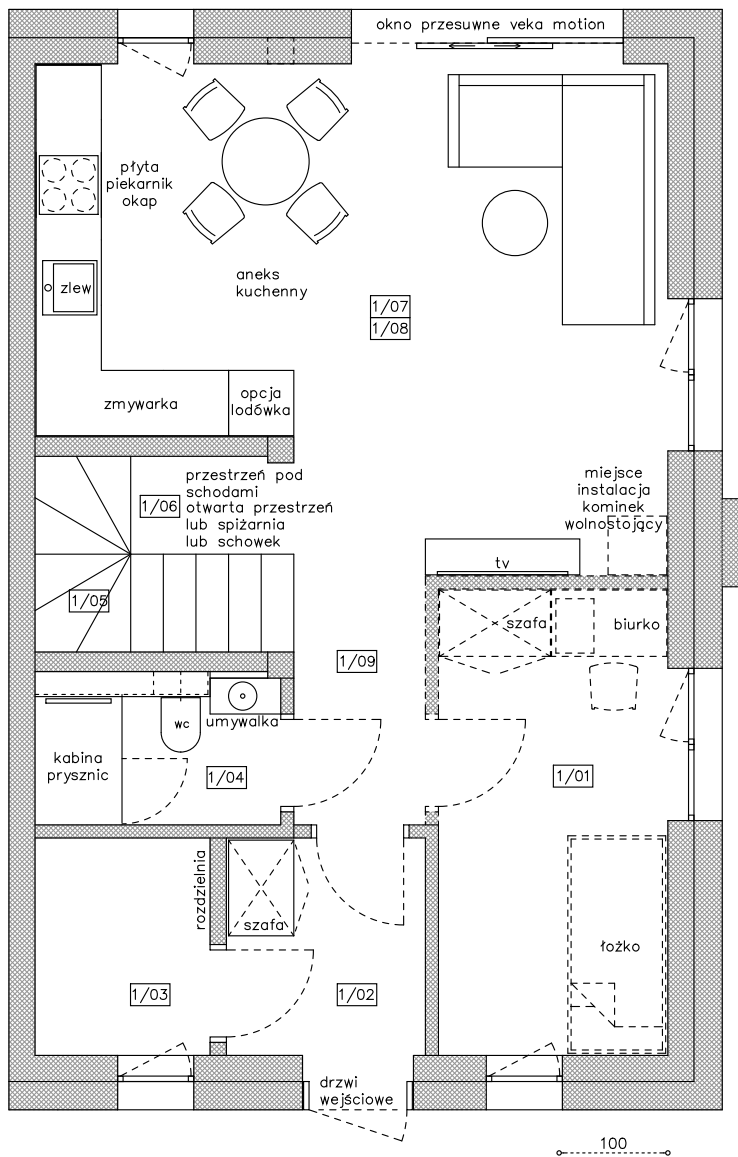 okno przesuwne veka motion
płyta
piekarnik
okap
aneks
kuchenny
zlew
1/07
1/08
zmywarka
opcja
lodówka
przestrzeń pod
schodami
otwarta przestrzeń
lub spiżarnia
lub schowek
1/06
miejsce
instalacja
kominek
wolnostojący
tv
1/05
szafa
biurko
1/09
wc
umywalka
kabina
prysznic
1/04
1/01
rozdzielnia
szafa
łożko
1/03
1/02
drzwi
wejściowe
100